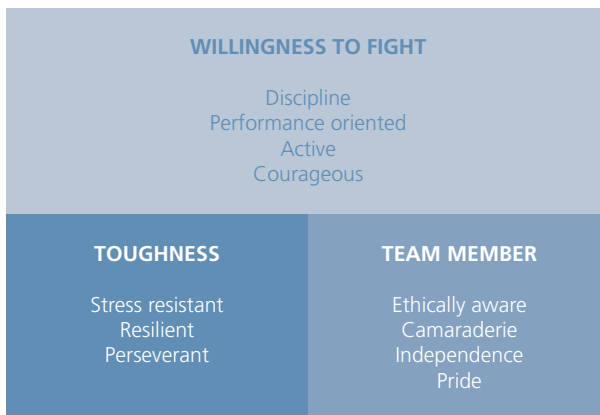 WILLINGNESS TO FIGHT
Discipline
Performance oriented
Active
Courageous
TOUGHNESS
Stress resistant
Resilient
Perseverant
TEAM MEMBER
Ethically aware
Camaraderie
Independence
Pride